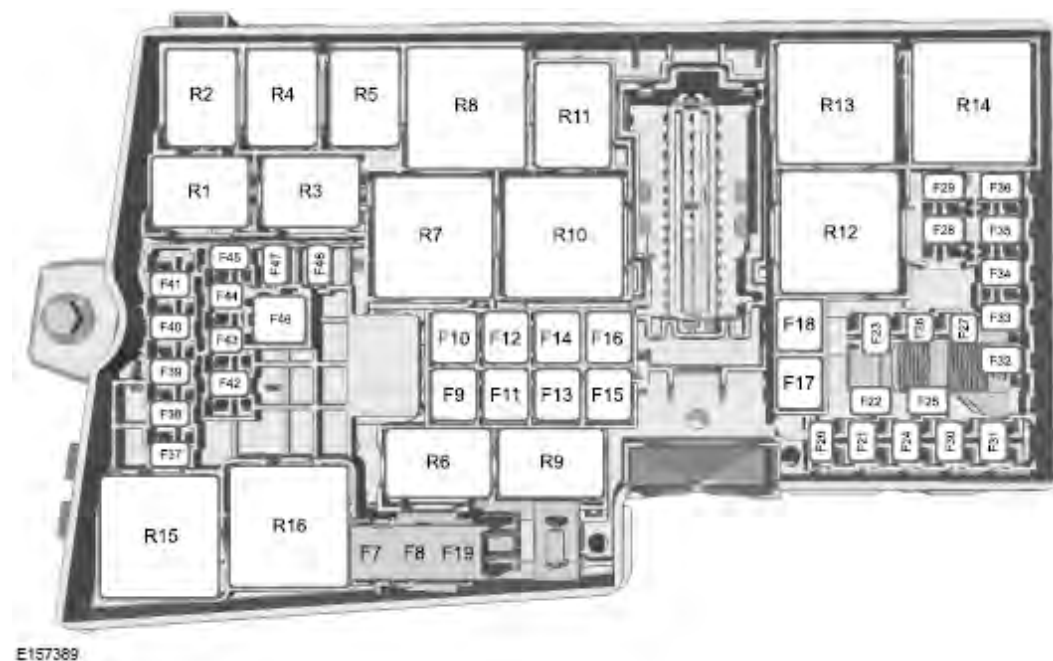 R2 R4 R5 R8 R11 R13 R14
R1 R3 R7 R10 R12 F29 F36
F28 F35
F45 F47 F48
F41 F34
F44
F40 F46 F10 F12 F14 F16 F18 F23 F26 F27 F33
F43
F39 F42 F9 F11 F13 F15 F17 F32
F38 F22 F25
F37 F20 F21 F24 F30 F31
R6 R9
R15 R16 F7 F8 F19
E157389